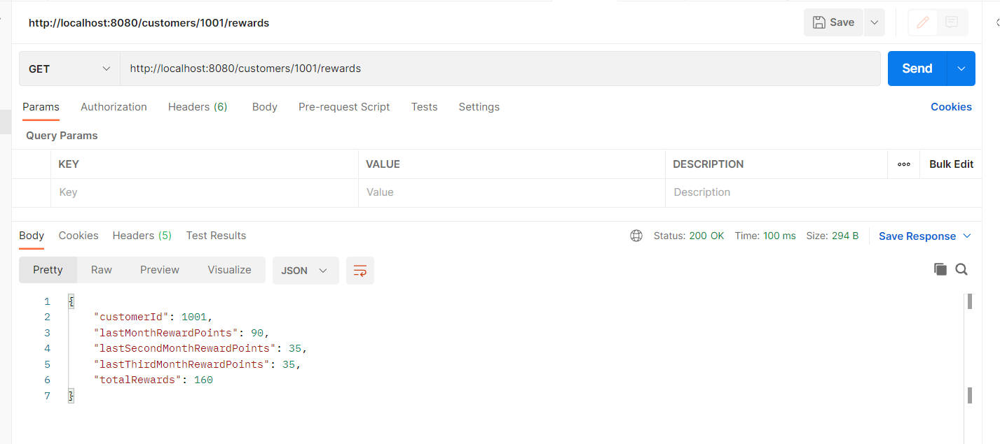 http://localhost:8080/customers/1001/rewards
Save
GET
http://localhost:8080/customers/1001/rewards
Send
Params Authorization Headers (6) Body Pre-request Script Tests Settings Cookies
Query Params
KEY VALUE DESCRIPTION ooo Bulk Edit
Key Value Description
Body Cookies Headers (5) Test Results Status: 200 OK Time: 100 ms Size: 294 B Save Response
Pretty Raw Preview Visualize JSON
1 {
2 "customerId": 1001,
3 "lastMonthRewardPoints": 90,
4 "lastSecondMonthRewardPoints": 35,
5 "lastThirdMonthRewardPoints": 35,
6 "totalRewards": 160
7 }